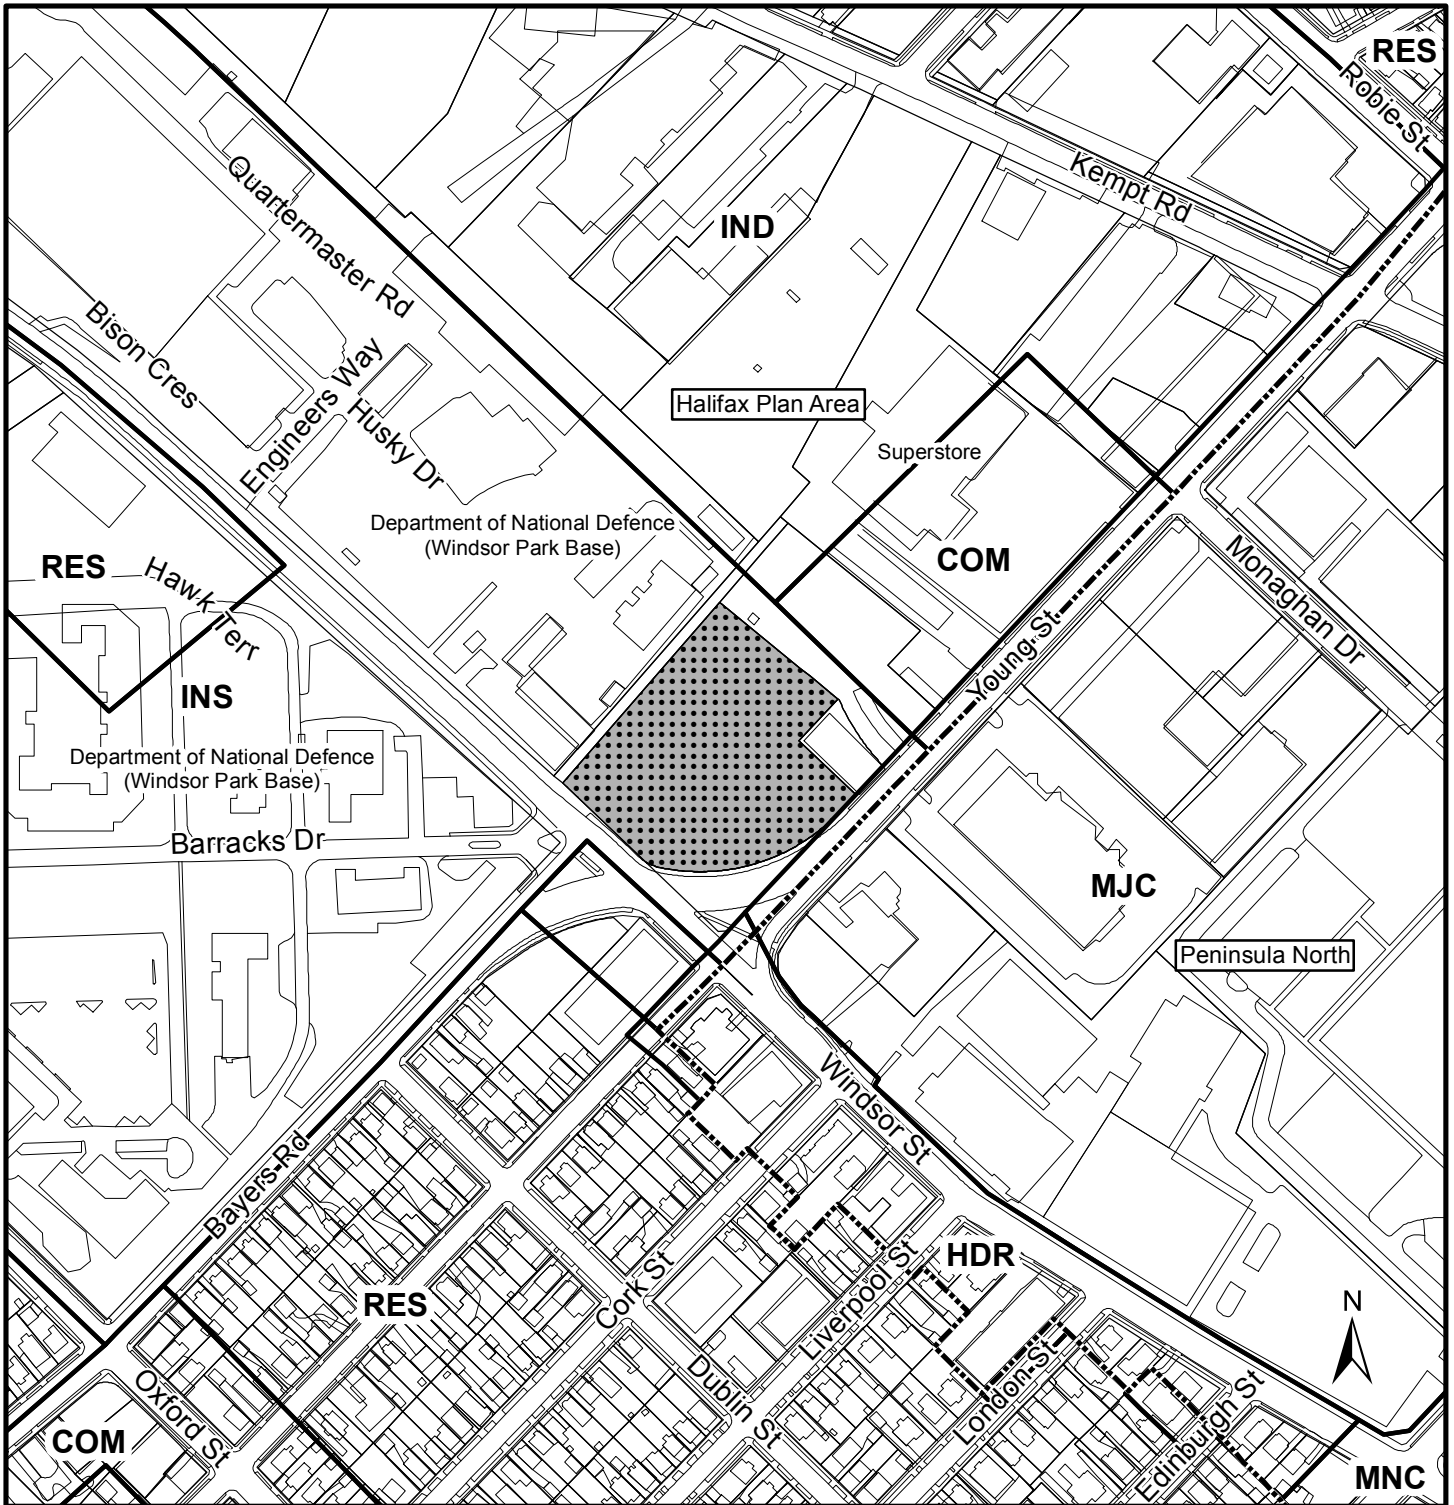 RES
Robie St
Kempt Rd
Quartermaster Rd
IND
Bison Cres
Engineers Way
Husky Dr
Halifax Plan Area
Superstore
Department of National Defence
(Windsor Park Base)
COM
RES
Hawk Terr
Monaghan Dr
Young St
INS
Department of National Defence
(Windsor Park Base)
Barracks Dr
MJC
Peninsula North
Windsor St
Bayers Rd
HDR
RES
Cork St
Liverpool St
N
London St
Dublin St
Oxford St
Edinburgh St
COM
MNC